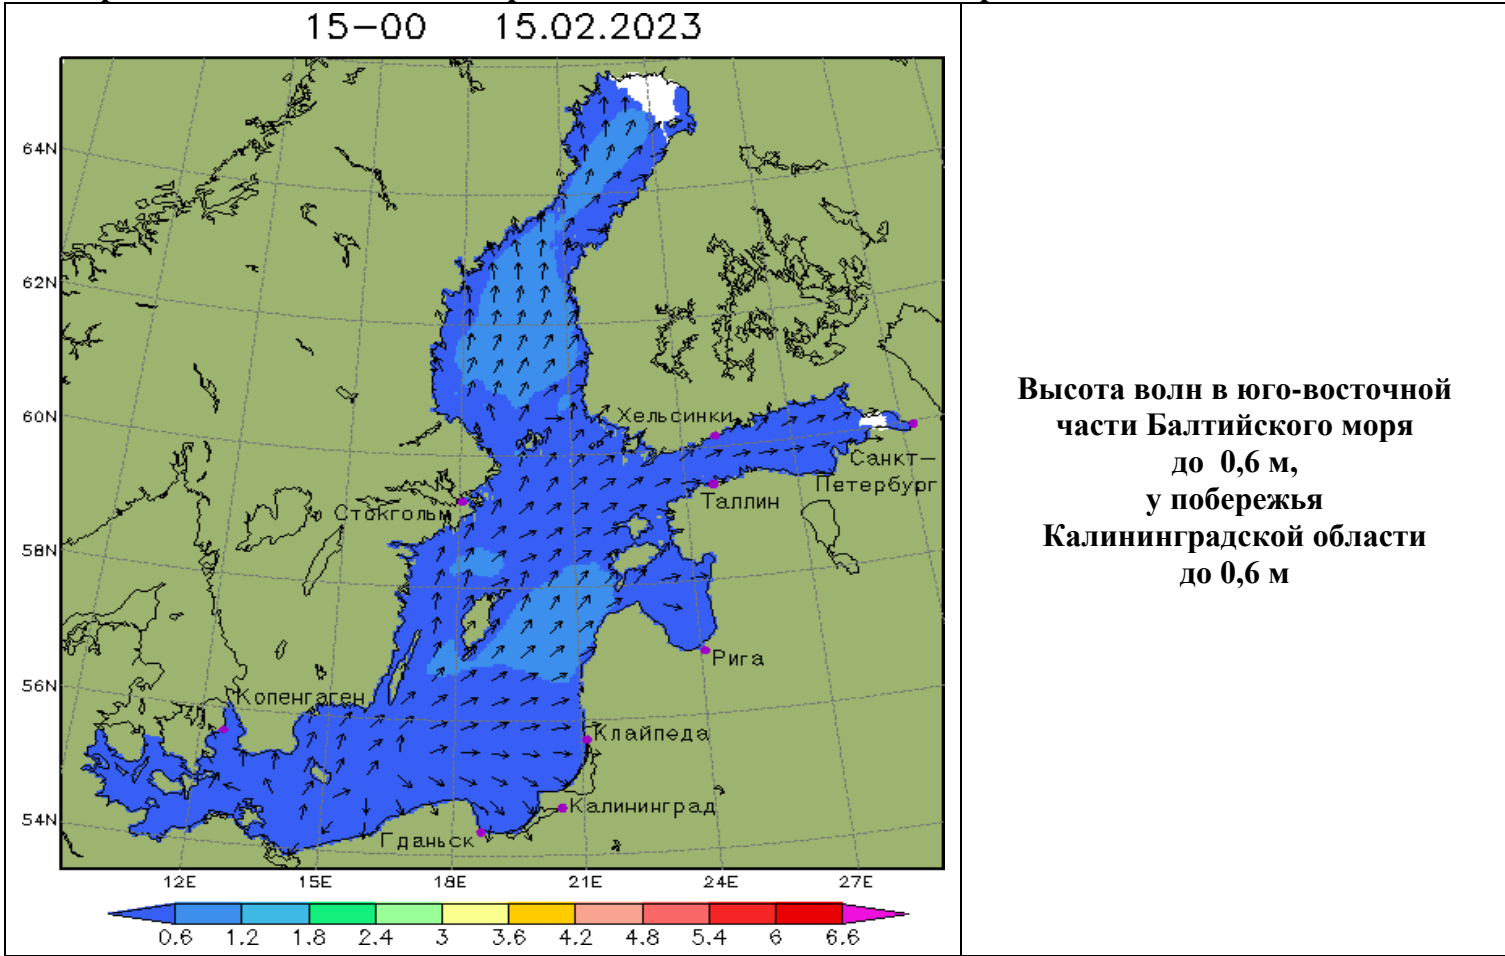 15-00 15.02.2023
64N
62N
60N
58N
56N
54N
Хельсинки
Санкт-
Петербург
Таллин
Стокгольм
Рига
Копенгаген
Клайпеда
Калининград
Гданьск
12E 15E 18E 21E 24E 27E
0.6 1.2 1.8 2.4 3 3.6 4.2 4.8 5.4 6 6.6
Высота волн в юго-восточной
части Балтийского моря
до 0,6 м,
у побережья
Калининградской области
до 0,6 м